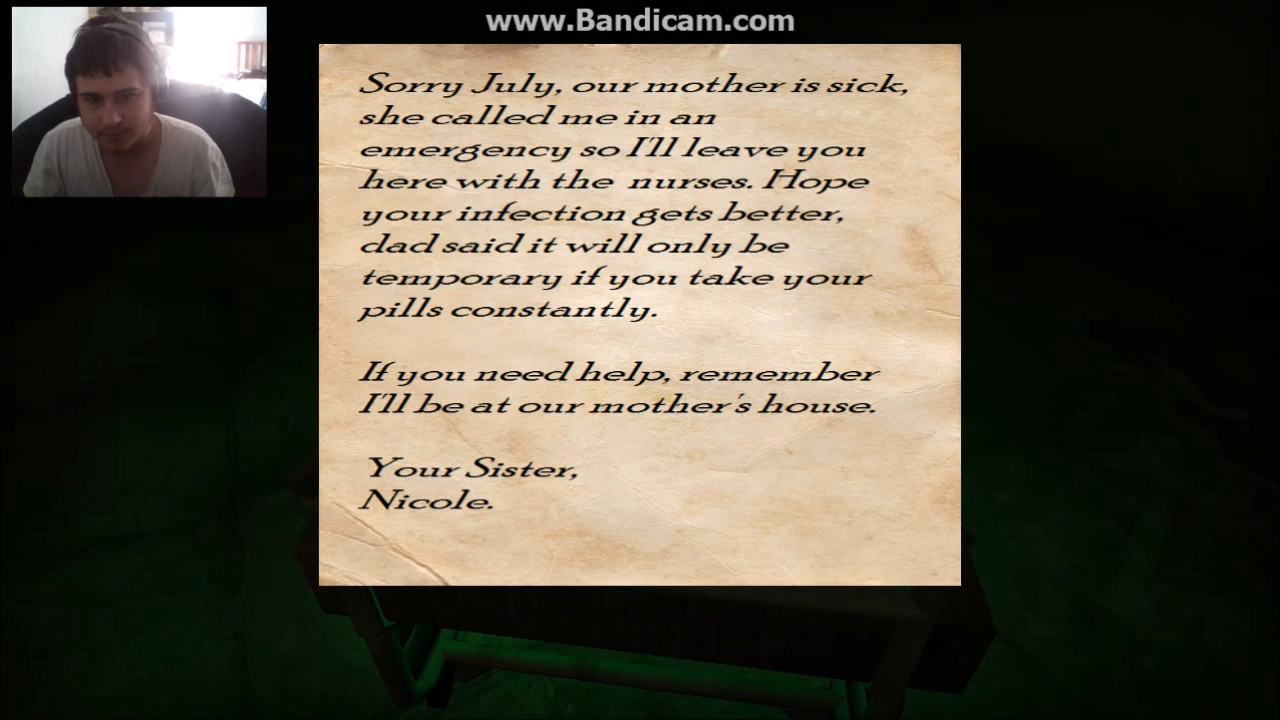 www.Bandicam.com
Sorry July, our mother is sick,
she called me in an
emergency so I'll leave you
here with the nurses. Hope
your infection gets better,
dad said it will only be
temporary if you take your
pills constantly.
If you need help, remember
I'll be at our mother's house.
Your Sister,
Nicole.